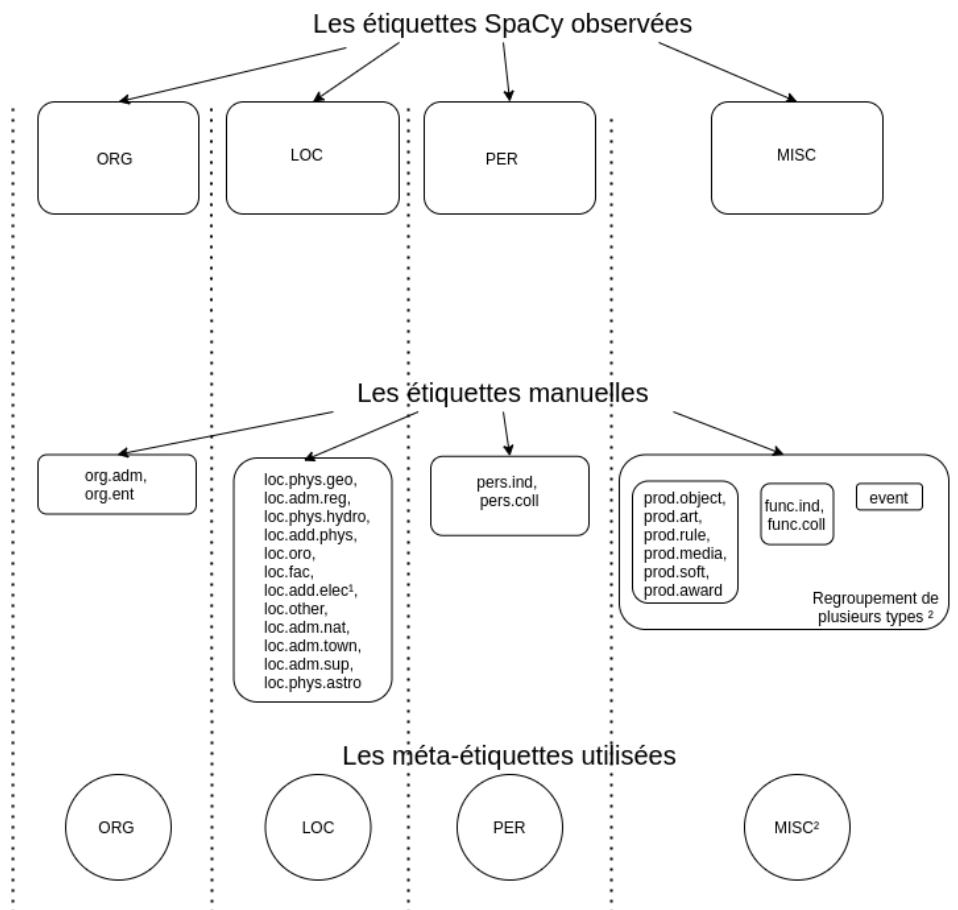 Les étiquettes SpaCy observées
ORG
LOC
PER
MISC
Les étiquettes manuelles
org.adm,
org.ent
loc.phys.geo,
loc.adm.reg,
loc.phys.hydro,
loc.add.phys,
loc.oro,
loc.fac,
loc.add.elec¹,
loc.other,
loc.adm.nat,
loc.adm.town,
loc.adm.sup,
loc.phys.astro
pers.ind,
pers.coll
prod.object,
prod.art,
prod.rule,
prod.media,
prod.soft,
prod.award
func.ind,
func.coll
event
Regroupement de
plusieurs types ²
Les méta-étiquettes utilisées
ORG
LOC
PER
MISC²